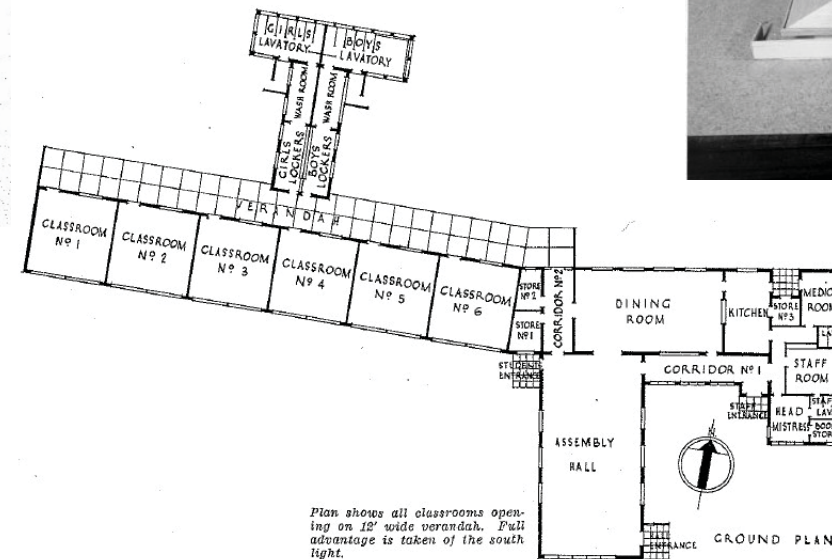 GIRLS
LAVATORY
BOYS
LAVATORY
WASH ROOM
WASH ROOM
GIRLS
LOCKERS
BOYS
LOCKERS
VERANDAH
CLASSROOM
Nº 1
CLASSROOM
Nº 2
CLASSROOM
Nº 3
CLASSROOM
Nº 4
CLASSROOM
Nº 5
CLASSROOM
Nº 6
STORE
Nº 2
STORE
Nº 1
CORRIDOR Nº 2
DINING
ROOM
KITCHEN
STORE
Nº 3
MEDIC
ROOM
CORRIDOR Nº 1
STAFF
ROOM
STUDENTS
ENTRANCE
STAFF
ENTRANCE
HEAD
MISTRESS
STAF
LAV
BOOK
STOR
ASSEMBLY
HALL
N
ENTRANCE
GROUND PLAN
Plan shows all classrooms open-
ing on 12' wide verandah. Full
advantage is taken of the south
light.